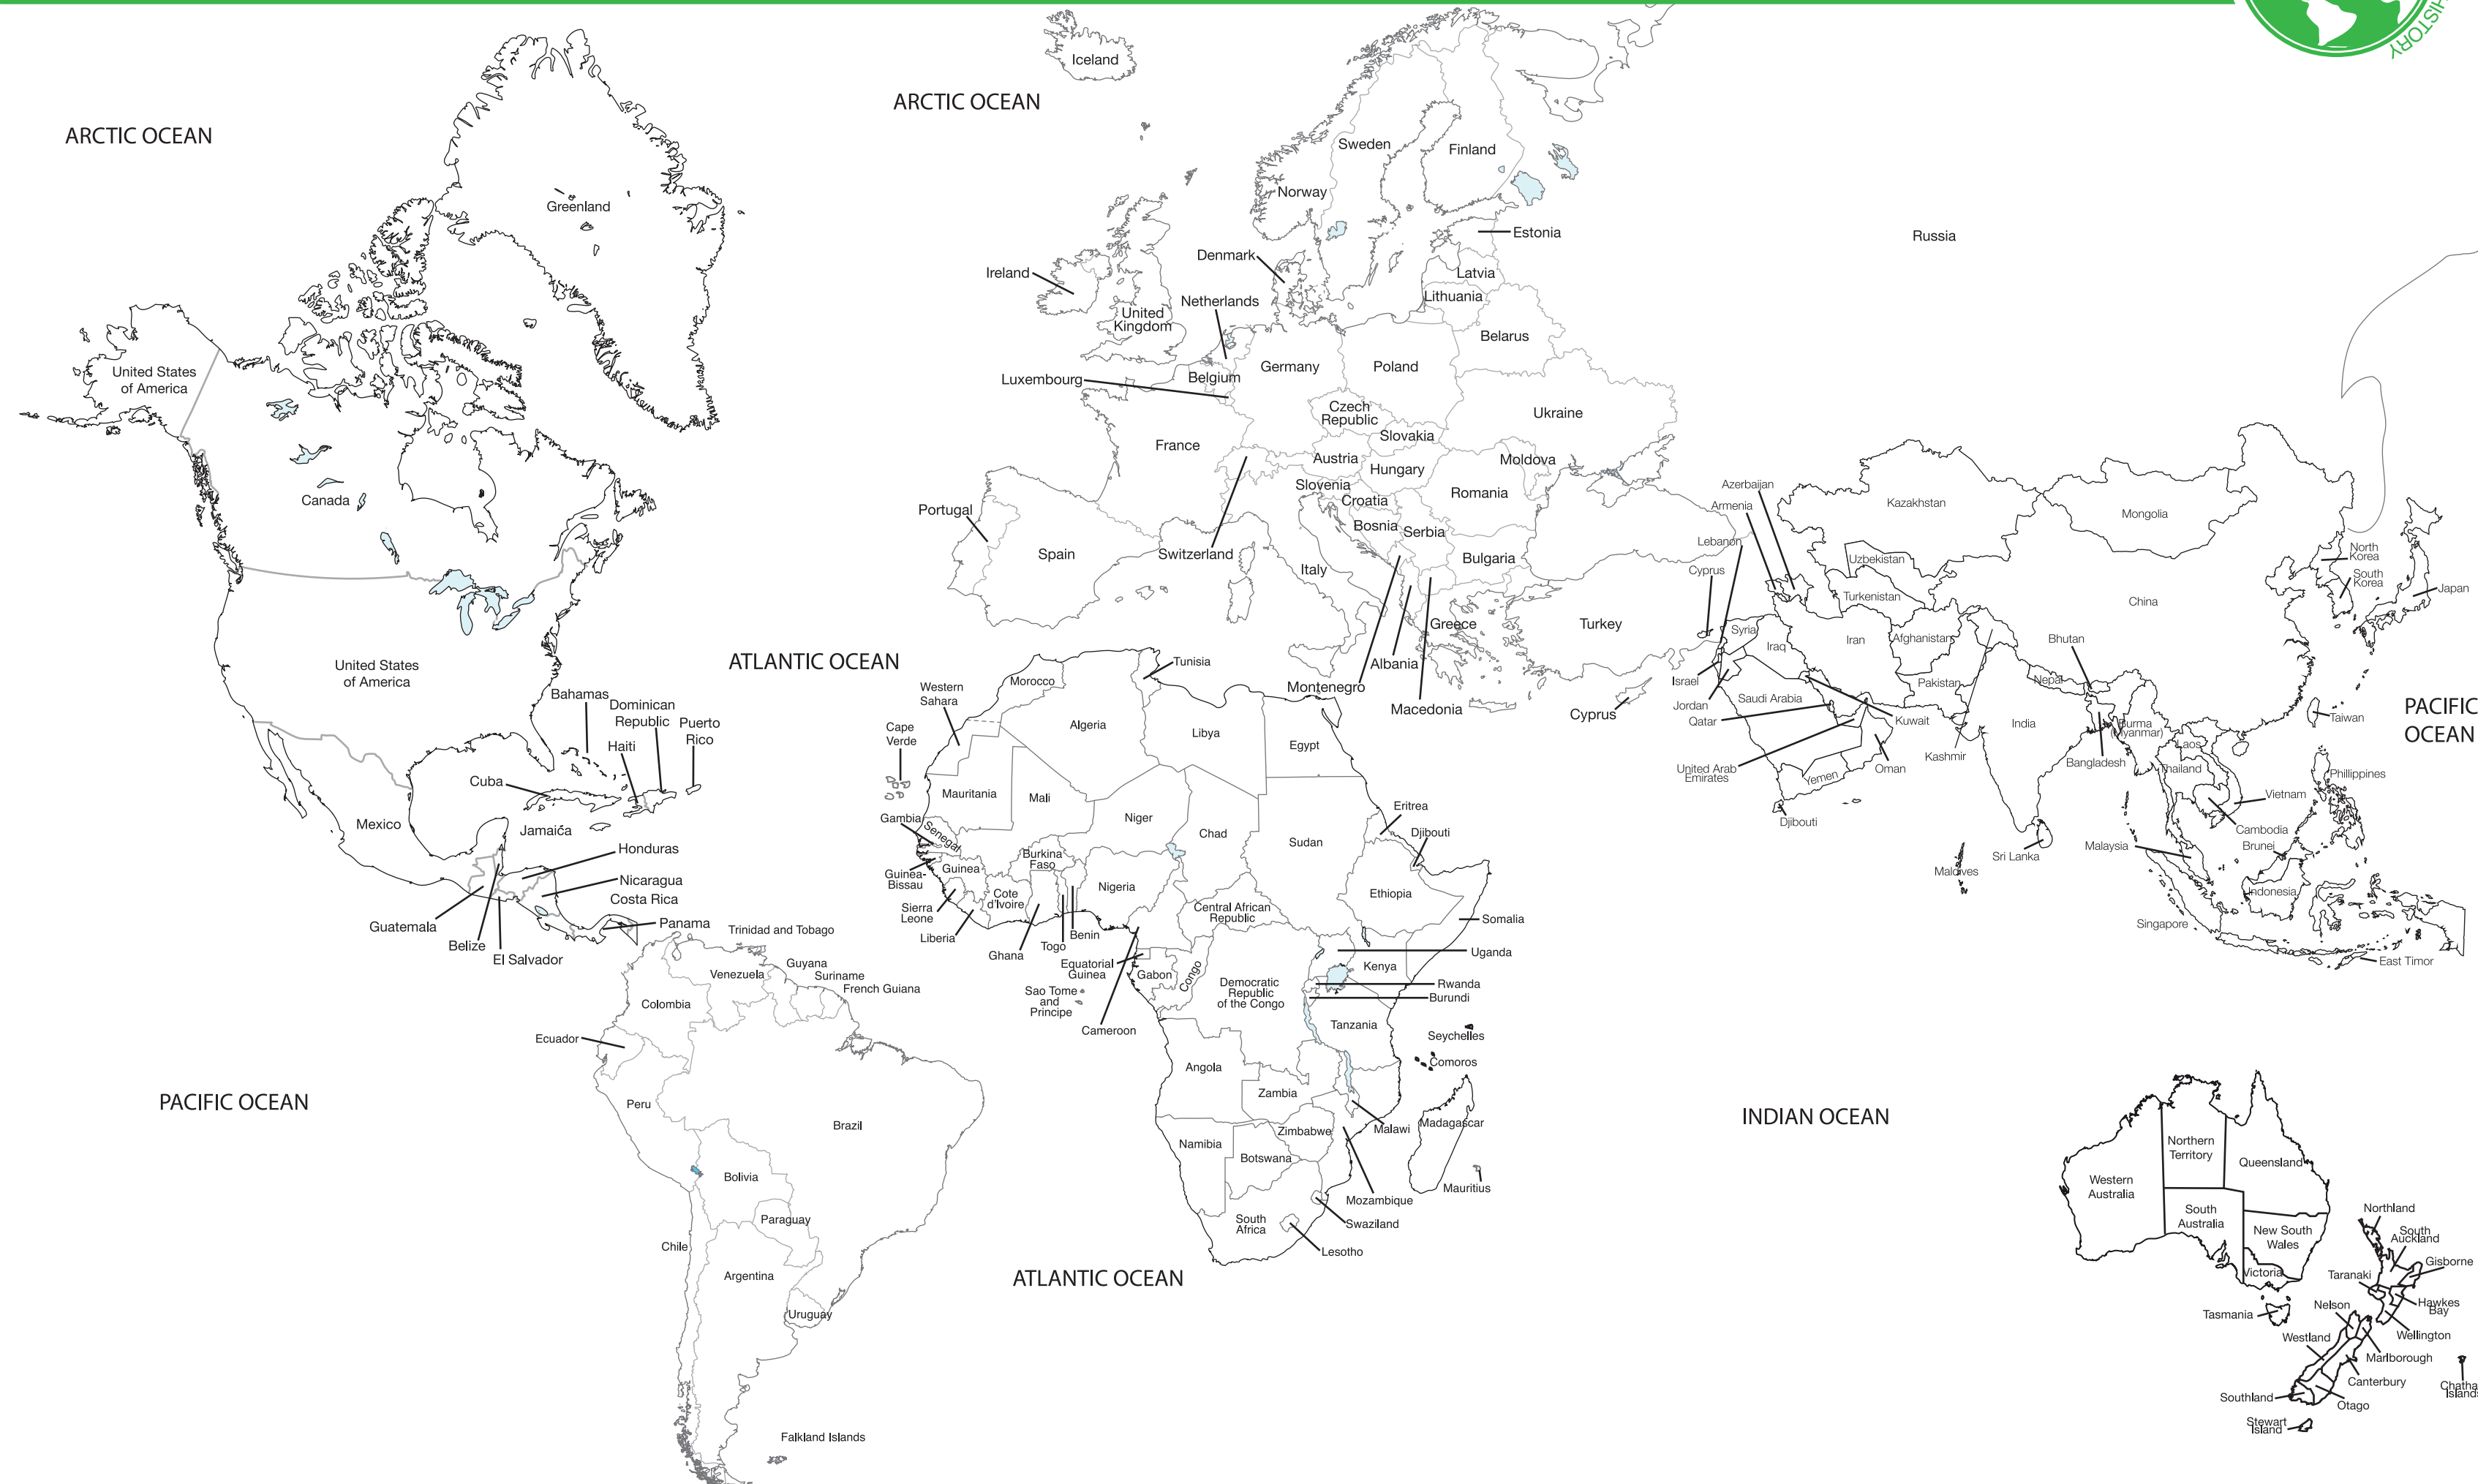 HISTORY
ARCTIC OCEAN
ARCTIC OCEAN
Iceland
Greenland
United States
of America
Canada
United States
of America
Mexico
Bahamas
Dominican
Republic
Puerto
Rico
Haiti
Cuba
Jamaica
Honduras
Nicaragua
Costa Rica
Panama
Guatemala
Belize
El Salvador
ATLANTIC OCEAN
PACIFIC OCEAN
Trinidad and Tobago
Venezuela
Guyana
Suriname
French Guiana
Colombia
Ecuador
Peru
Brazil
Bolivia
Paraguay
Chile
Argentina
Uruguay
Falkland Islands
ATLANTIC OCEAN
Sweden
Finland
Norway
Estonia
Russia
Denmark
Latvia
Ireland
Lithuania
Netherlands
United
Kingdom
Belarus
Germany
Poland
Belgium
Luxembourg
Czech
Republic
Ukraine
Slovakia
France
Austria
Moldova
Hungary
Slovenia
Croatia
Romania
Portugal
Bosnia
Serbia
Spain
Switzerland
Bulgaria
Italy
Greece
Turkey
Albania
Montenegro
Macedonia
Cyprus
Tunisia
Morocco
Western
Sahara
Algeria
Libya
Egypt
Cape
Verde
Mauritania
Mali
Niger
Chad
Sudan
Eritrea
Djibouti
Gambia
Senegal
Burkina
Faso
Guinea-
Bissau
Guinea
Cote
d'Ivoire
Nigeria
Ethiopia
Sierra
Leone
Central African
Republic
Somalia
Liberia
Ghana
Togo
Benin
Uganda
Equatorial
Guinea
Gabon
Congo
Kenya
Sao Tome
and
Principe
Democratic
Republic
of the Congo
Rwanda
Burundi
Cameroon
Tanzania
Seychelles
Comoros
Angola
Zambia
Malawi
Madagascar
Zimbabwe
Namibia
Botswana
Mauritius
Mozambique
South
Africa
Swaziland
Lesotho
Azerbaijan
Armenia
Kazakhstan
Mongolia
Lebanon
Uzbekistan
North
Korea
Cyprus
South
Korea
Turkenistan
Japan
China
Syria
Iraq
Iran
Afghanistan
Bhutan
Israel
Pakistan
Nepal
Jordan
Saudi Arabia
Qatar
Kuwait
India
Burma
(Myanmar)
Taiwan
PACIFIC
OCEAN
Laos
Kashmir
Bangladesh
Thailand
United Arab
Emirates
Yemen
Oman
Phillippines
Vietnam
Djibouti
Cambodia
Sri Lanka
Malaysia
Brunei
Maldives
Indonesia
Singapore
East Timor
INDIAN OCEAN
Northern
Territory
Queensland
Western
Australia
South
Australia
New South
Wales
Victoria
Tasmania
Northland
South
Auckland
Gisborne
Taranaki
Hawkes
Bay
Nelson
Wellington
Westland
Marlborough
Canterbury
Southland
Otago
Stewart
Island